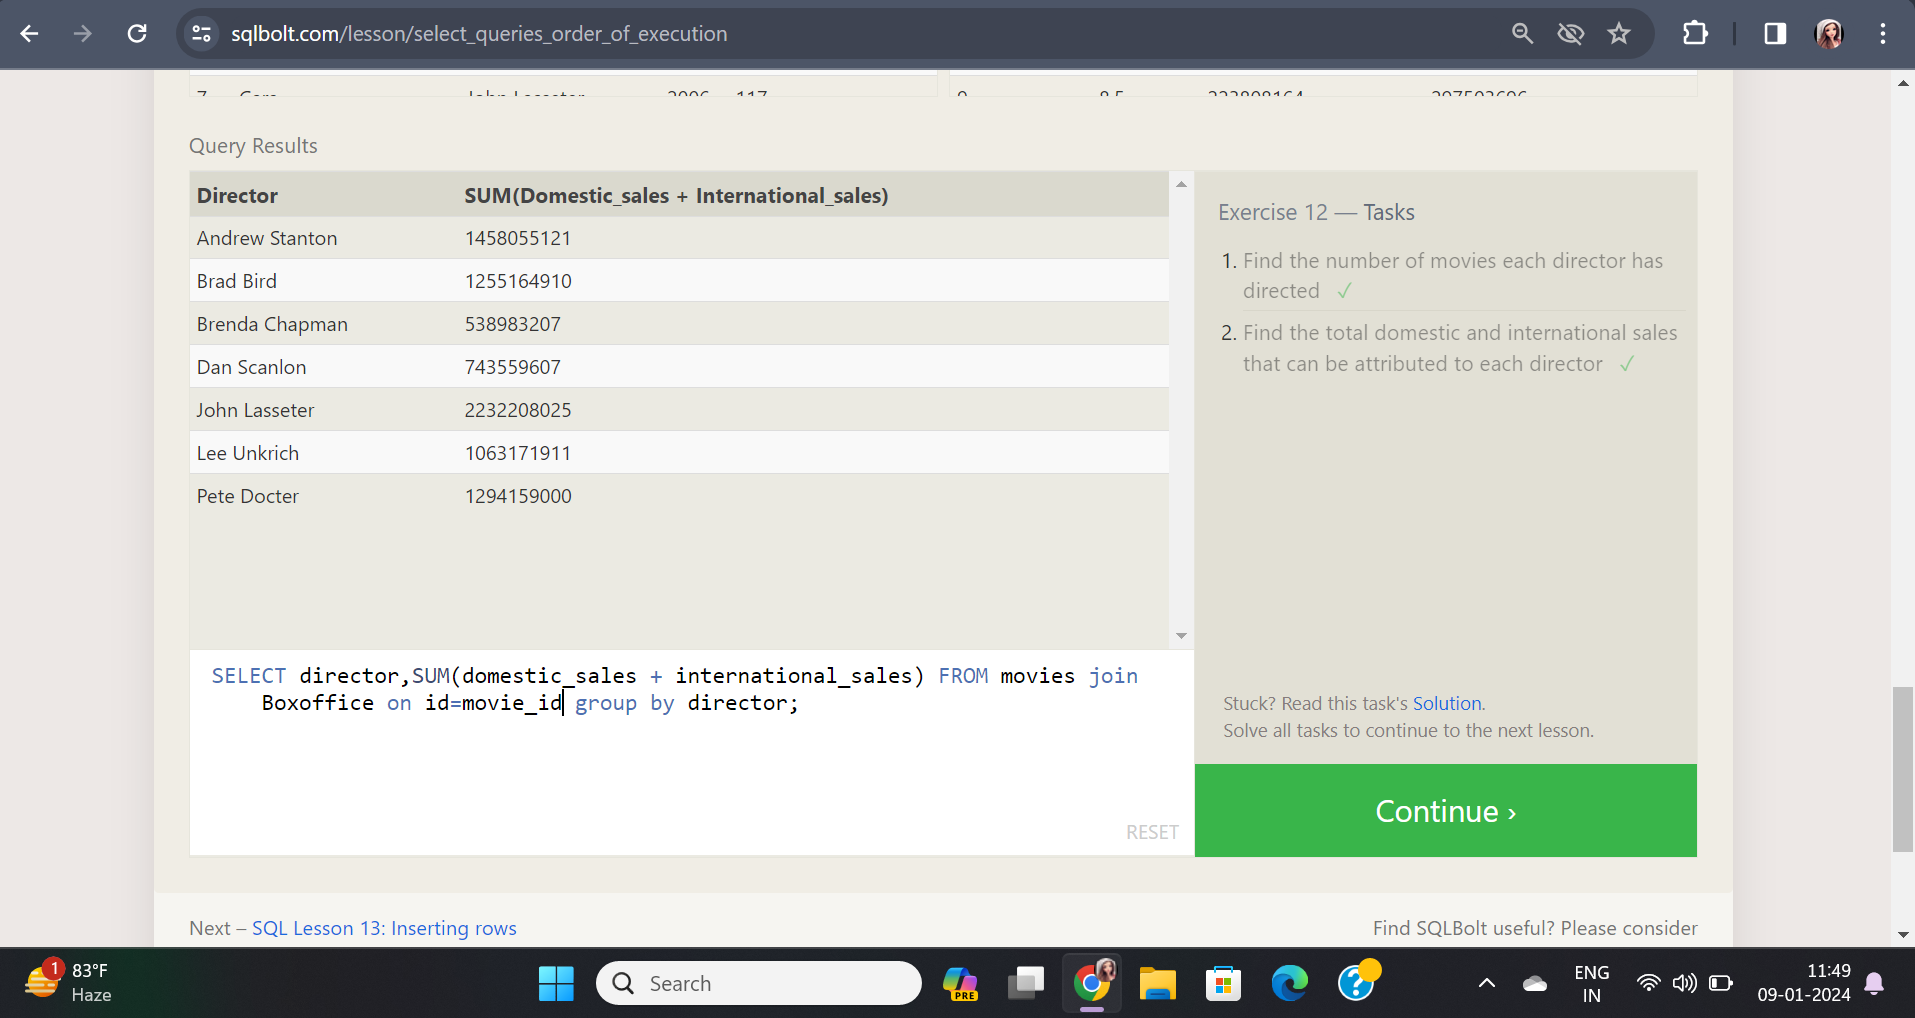 sqlbolt.com/lesson/select_queries_order_of_execution
Query Results
Director SUM(Domestic_sales + International_sales)
Andrew Stanton 1458055121
Brad Bird 1255164910
Brenda Chapman 538983207
Dan Scanlon 743559607
John Lasseter 2232208025
Lee Unkrich 1063171911
Pete Docter 1294159000
Exercise 12 — Tasks
1. Find the number of movies each director has
directed ✓
2. Find the total domestic and international sales
that can be attributed to each director ✓
SELECT director,SUM(domestic_sales + international_sales) FROM movies join
Boxoffice on id=movie_id group by director;
RESET
Stuck? Read this task's Solution.
Solve all tasks to continue to the next lesson.
Continue ›
Next – SQL Lesson 13: Inserting rows
Find SQLBolt useful? Please consider
1
83°F
Haze
Search
PRE
ENG
IN
11:49
09-01-2024